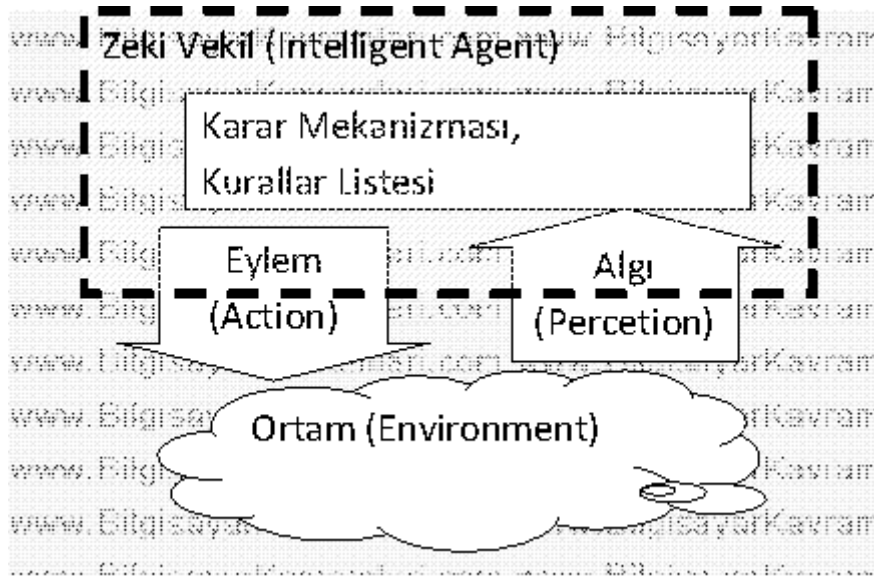 Zeki Vekil (Intelligent Agent)
Karar Mekanizması,
Kurallar Listesi
Eylem
(Action)
Algı
(Percetion)
Ortam (Environment)